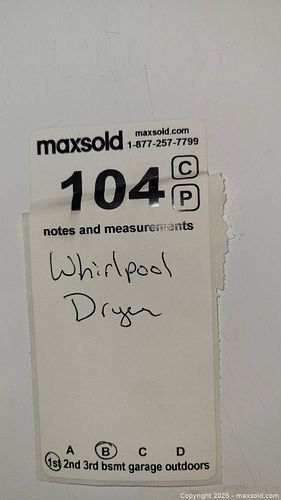 maxsold
maxsold.com
1-877-257-7799
104
C
P
notes and measurements
Whirlpool
Dryer
A B C D
1st 2nd 3rd bsmt garage outdoors
Copyright 2025 - maxsold.com